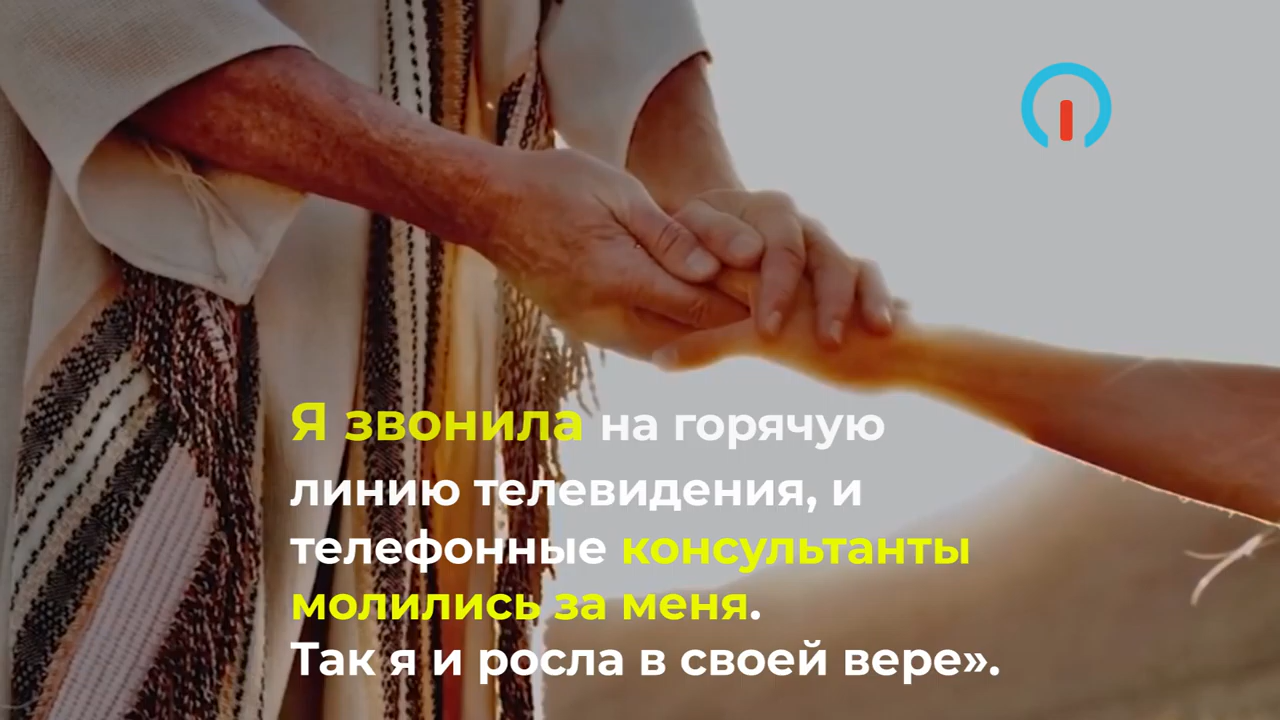 Я звонила на горячую
линию телевидения, и
телефонные консультанты
молились за меня.
Так я и росла в своей вере».